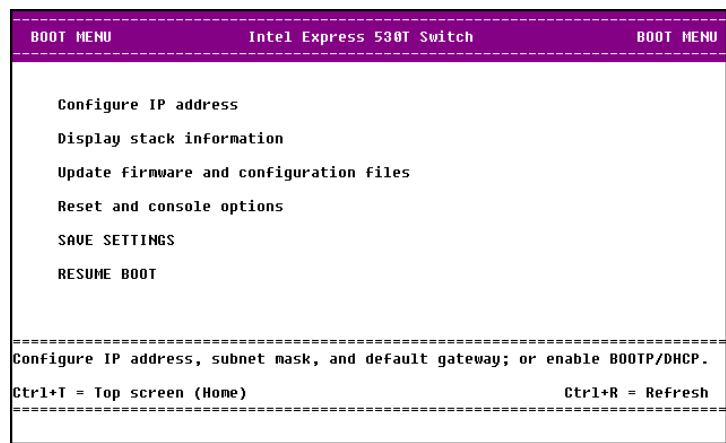 BOOT MENU Intel Express 530T Switch BOOT MENU
Configure IP address
Display stack information
Update firmware and configuration files
Reset and console options
SAVE SETTINGS
RESUME BOOT
Configure IP address, subnet mask, and default gateway; or enable BOOTP/DHCP.
Ctrl+T = Top screen (Home) Ctrl+R = Refresh